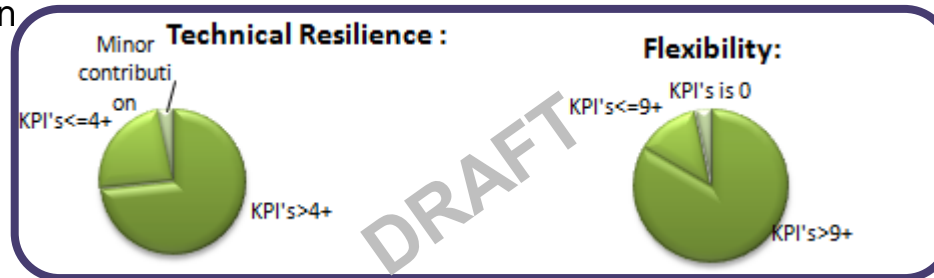 n
Technical Resilience :
Minor
contributi
on
KPI's<=4+
KPI's>4+
Flexibility:
KPI's is 0
KPI's<=9+
KPI's>9+
DRAFT